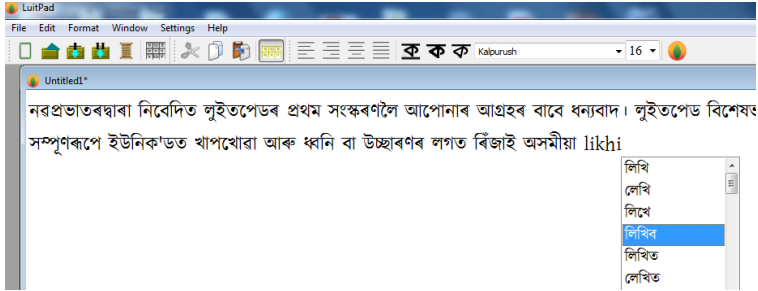 LuitPad
File Edit Format Window Settings Help
Kalpurush 16
Untitled1*
নৱপ্ৰভাতৰদ্বাৰা নিবেদিত লুইতপেডৰ প্ৰথম সংস্কৰণলৈ আপোনাৰ আগ্ৰহৰ বাবে ধন্যবাদ। লুইতপেড
সম্পূৰ্ণৰূপে ইউনিক'ডত খাপখোৱা আৰু ধ্বনি বা উচ্ছাৰণৰ লগত ৰিঁজাই অসমীয়া likhi
লিখি
লেখি
লিখে
লিখিব
লিখিত
লেখিত